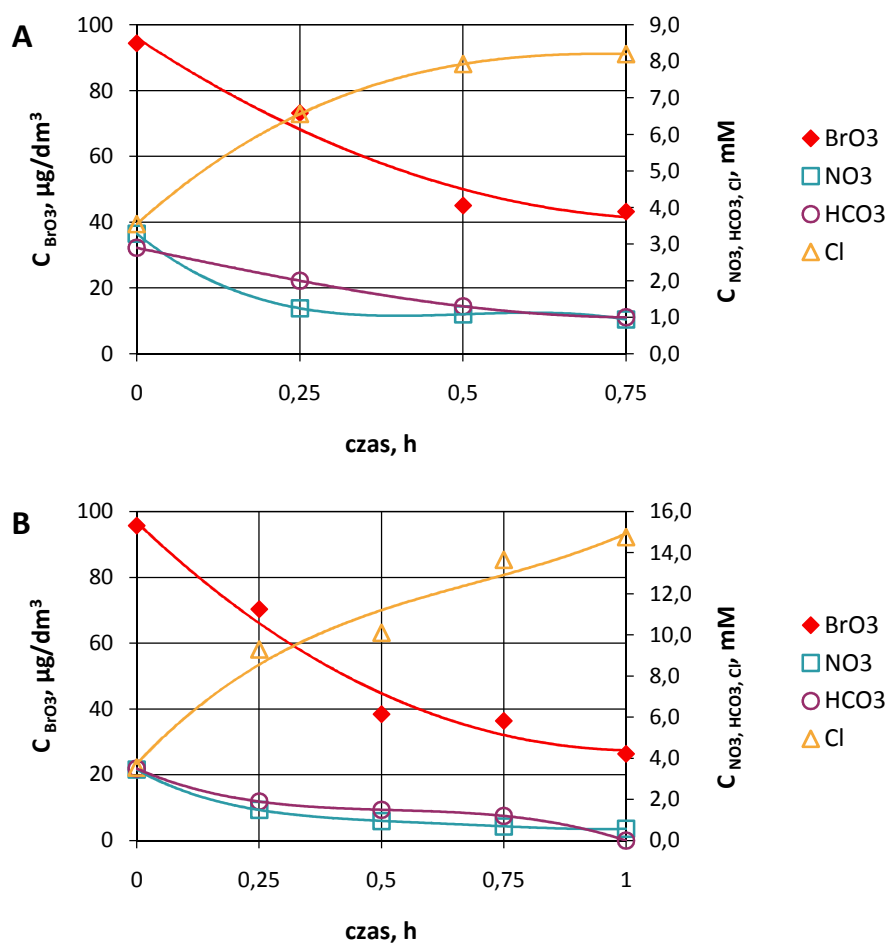 A
C BrO3, µg/dm³
100
80
60
40
20
0
9,0
8,0
7,0
6,0
5,0
4,0
3,0
2,0
1,0
0,0
C NO3, HCO3, Cl, mM
0 0,25 0,5 0,75
czas, h
BrO3
NO3
HCO3
Cl
B
C BrO3, µg/dm³
100
80
60
40
20
0
16,0
14,0
12,0
10,0
8,0
6,0
4,0
2,0
0,0
C NO3, HCO3, Cl, mM
0 0,25 0,5 0,75 1
czas, h
BrO3
NO3
HCO3
Cl